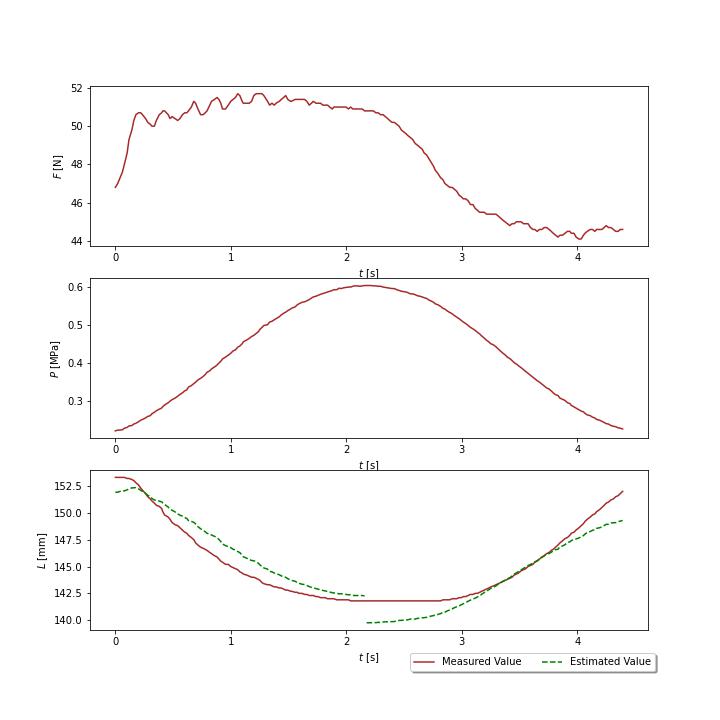 52
50
48
46
44
F [N]
0 1 2 3 4
t [s]
0.6
0.5
0.4
0.3
P [MPa]
0 1 2 3 4
t [s]
152.5
150.0
147.5
145.0
142.5
140.0
L [mm]
0 1 2 3 4
t [s]
Measured Value Estimated Value